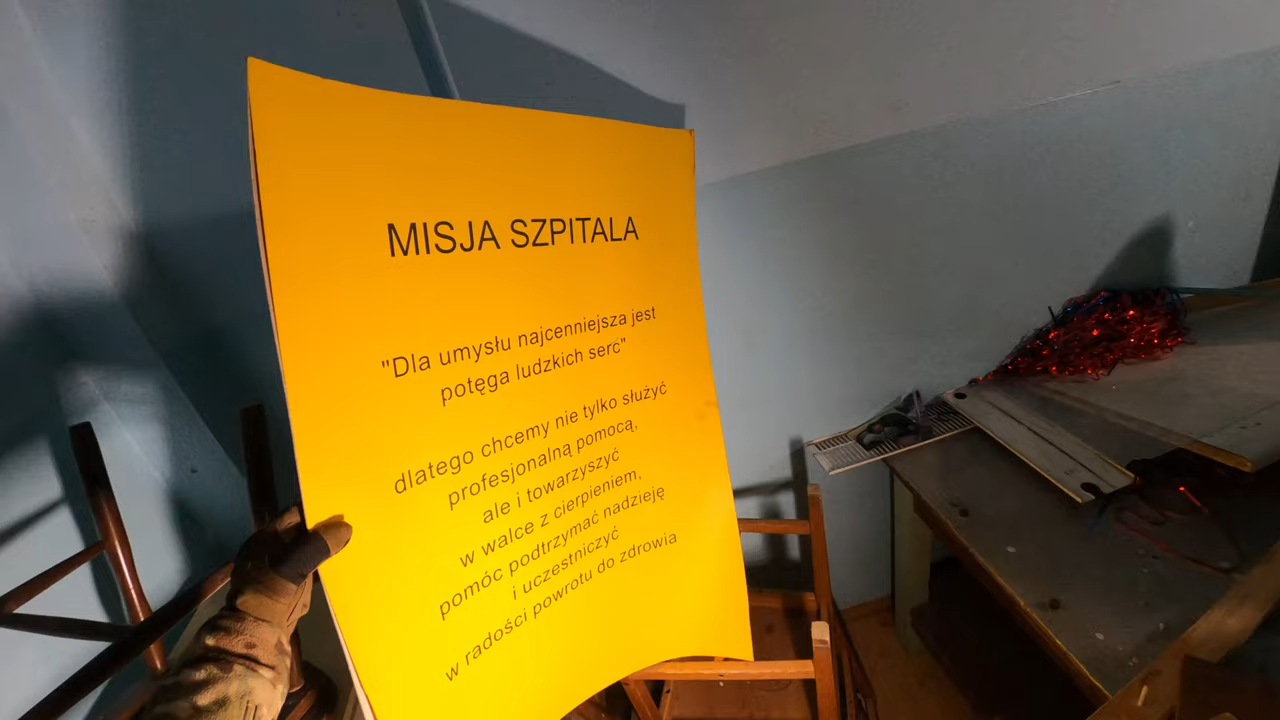 MISJA SZPITALA
"Dla umysłu najcenniejsza jest
potęga ludzkich serc"
dlatego chcemy nie tylko służyć
profesjonalną pomocą,
ale i towarzyszyć
w walce z cierpieniem,
pomóc podtrzymać nadzieję
i uczestniczyć
w radości powrotu do zdrowia